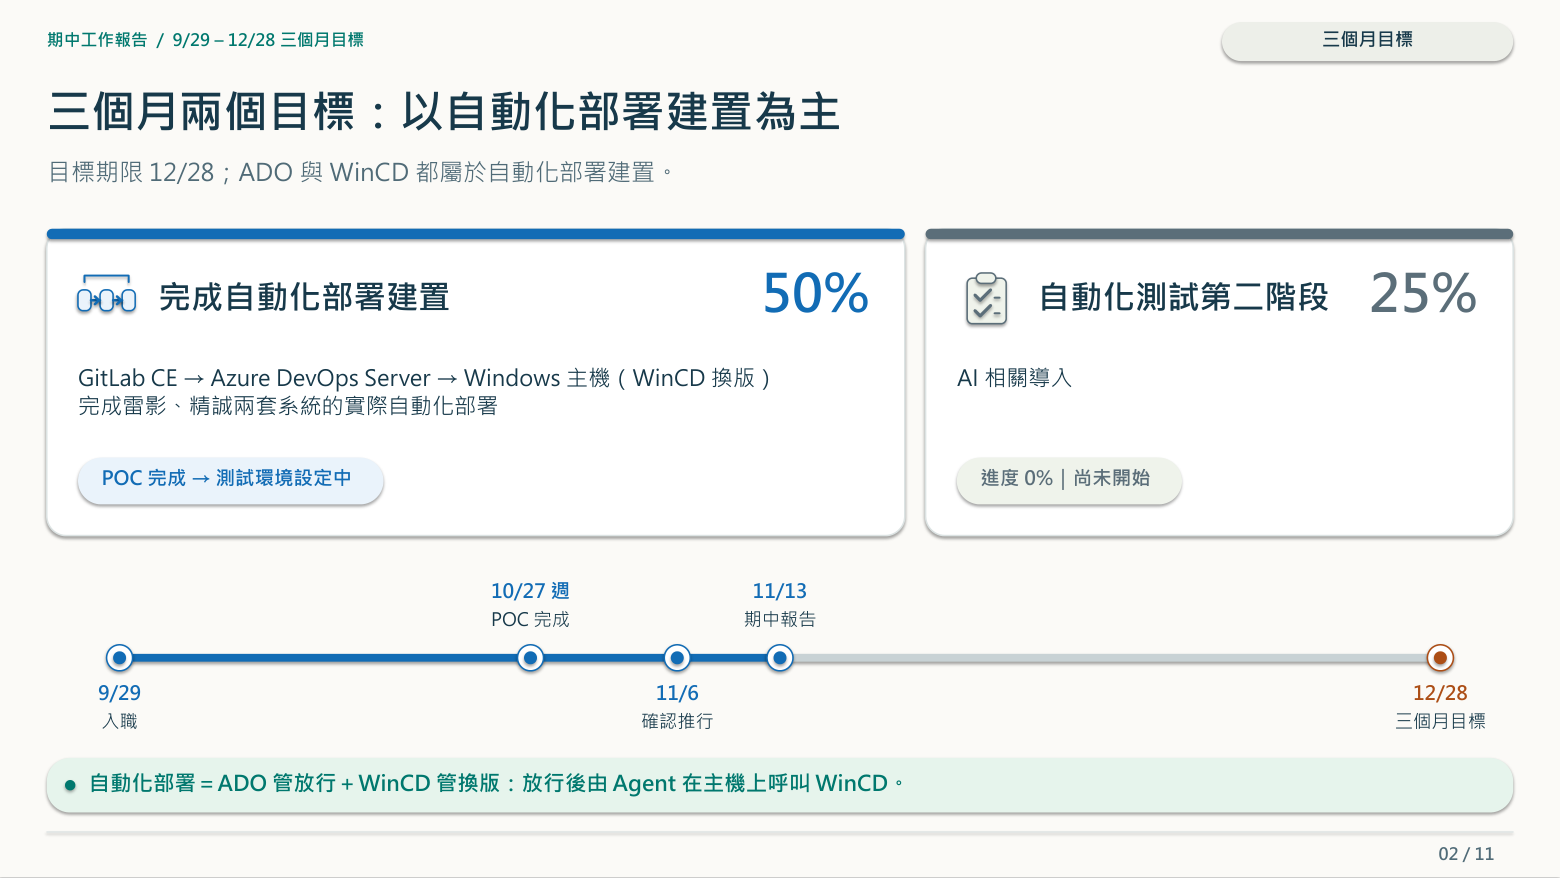 期中工作報告 / 9/29 – 12/28 三個月目標
三個月目標
三個月兩個目標：以自動化部署建置為主
目標期限 12/28；ADO 與 WinCD 都屬於自動化部署建置。
完成自動化部署建置
50%
GitLab CE → Azure DevOps Server → Windows 主機（WinCD 換版）
完成雷影、精誠兩套系統的實際自動化部署
POC 完成 → 測試環境設定中
自動化測試第二階段
25%
AI 相關導入
進度 0%｜尚未開始
10/27 週
POC 完成
11/13
期中報告
9/29
入職
11/6
確認推行
12/28
三個月目標
● 自動化部署＝ADO 管放行＋WinCD 管換版：放行後由 Agent 在主機上呼叫 WinCD。
02 / 11